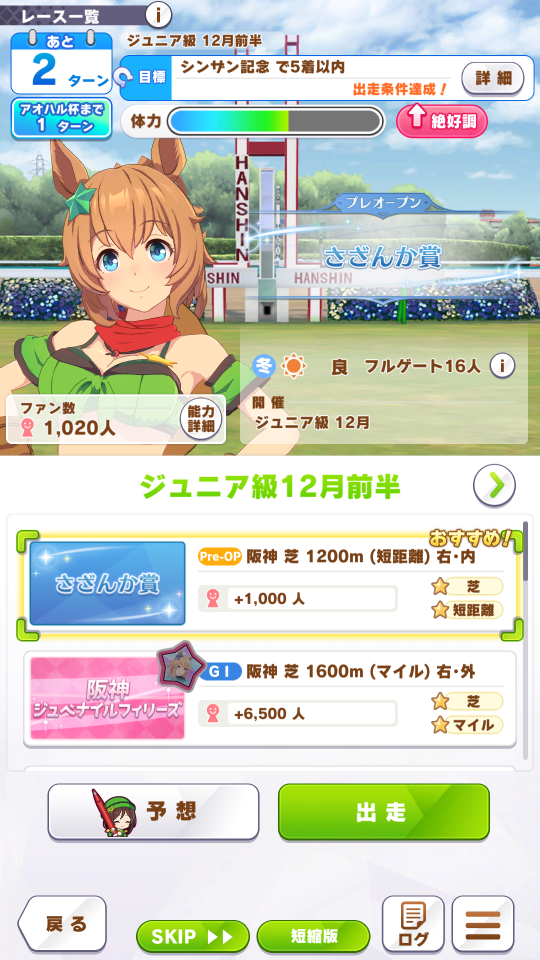 レース一覧
i
あと
2 ターン
アオハル杯まで
1 ターン
ジュニア級 12月前半
目標
シンザン記念 で5着以内
出走条件達成！
詳細
体力
絶好調
HANSHIN
SHIN
HANSHIN
プレオープン
さざんか賞
冬
良 フルゲート16人
i
開催
ジュニア級 12月
ファン数
1,020人
能力
詳細
ジュニア級12月前半
おすすめ！
さざんか賞
Pre-OP 阪神 芝 1200m (短距離) 右･内
+1,000 人
芝
短距離
阪神
ジュベナイルフィリーズ
GⅠ 阪神 芝 1600m (マイル) 右･外
+6,500 人
芝
マイル
予想
出走
戻る
SKIP
短縮版
ログ